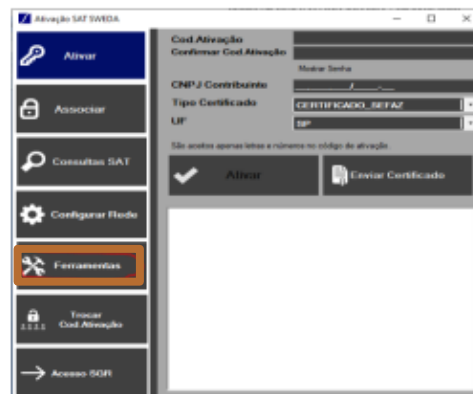 Ativação SAT SWEDA
Ativar
Associar
Consultas SAT
Configurar Rede
Ferramentas
Trocar
Cod.Ativação
Acesso SGR
Cod.Ativação
Confirmar Cod.Ativação
Mostrar Senha
CNPJ Contribuinte
Tipo Certificado
CERTIFICADO_SEFAZ
UF
SP
São aceitos apenas letras e números no código de ativação.
Ativar
Enviar Certificado